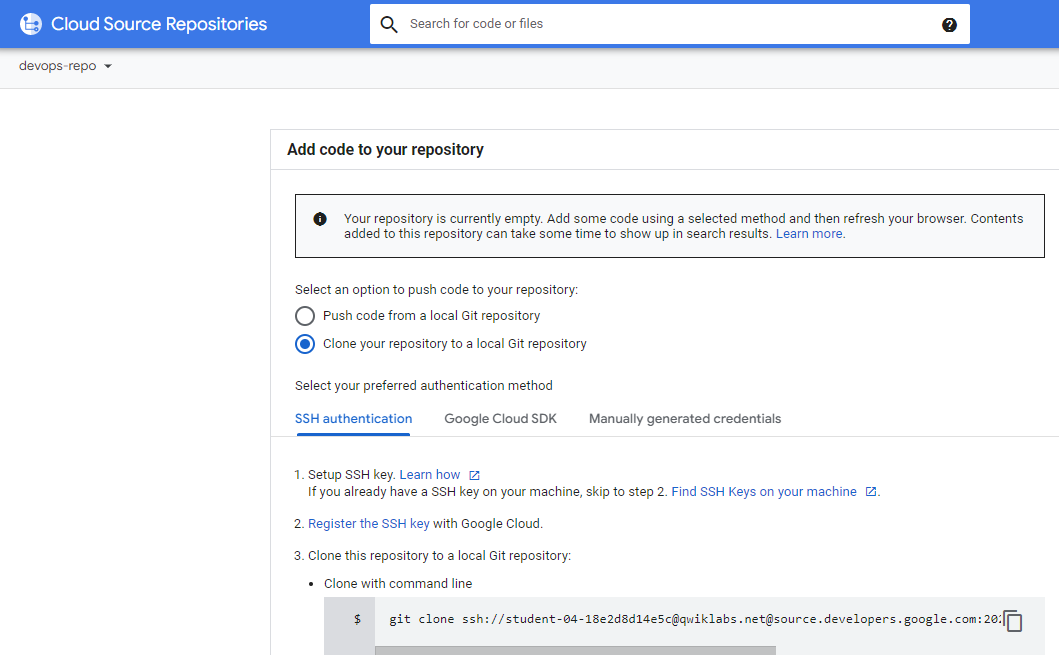 Cloud Source Repositories
Search for code or files
devops-repo
Add code to your repository
Your repository is currently empty. Add some code using a selected method and then refresh your browser. Contents
added to this repository can take some time to show up in search results. Learn more.
Select an option to push code to your repository:
Push code from a local Git repository
Clone your repository to a local Git repository
Select your preferred authentication method
SSH authentication Google Cloud SDK Manually generated credentials
1. Setup SSH key. Learn how
If you already have a SSH key on your machine, skip to step 2. Find SSH Keys on your machine.
2. Register the SSH key with Google Cloud.
3. Clone this repository to a local Git repository:
• Clone with command line
$ git clone ssh://student-04-18e2d8d14e5c@qwiklabs.net@source.developers.google.com:20